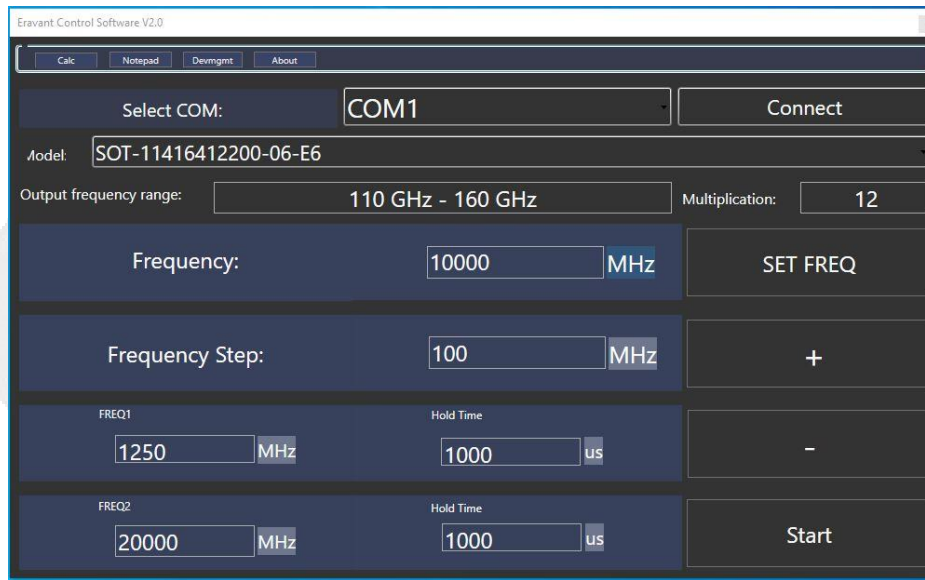 Eravant Control Software V2.0
Calc Notepad Devmgmt About
Select COM: COM1 Connect
Model: SOT-11416412200-06-E6
Output frequency range: 110 GHz - 160 GHz Multiplication: 12
Frequency: 10000 MHz SET FREQ
Frequency Step: 100 MHz +
FREQ1 Hold Time
1250 MHz 1000 us -
FREQ2 Hold Time
20000 MHz 1000 us Start